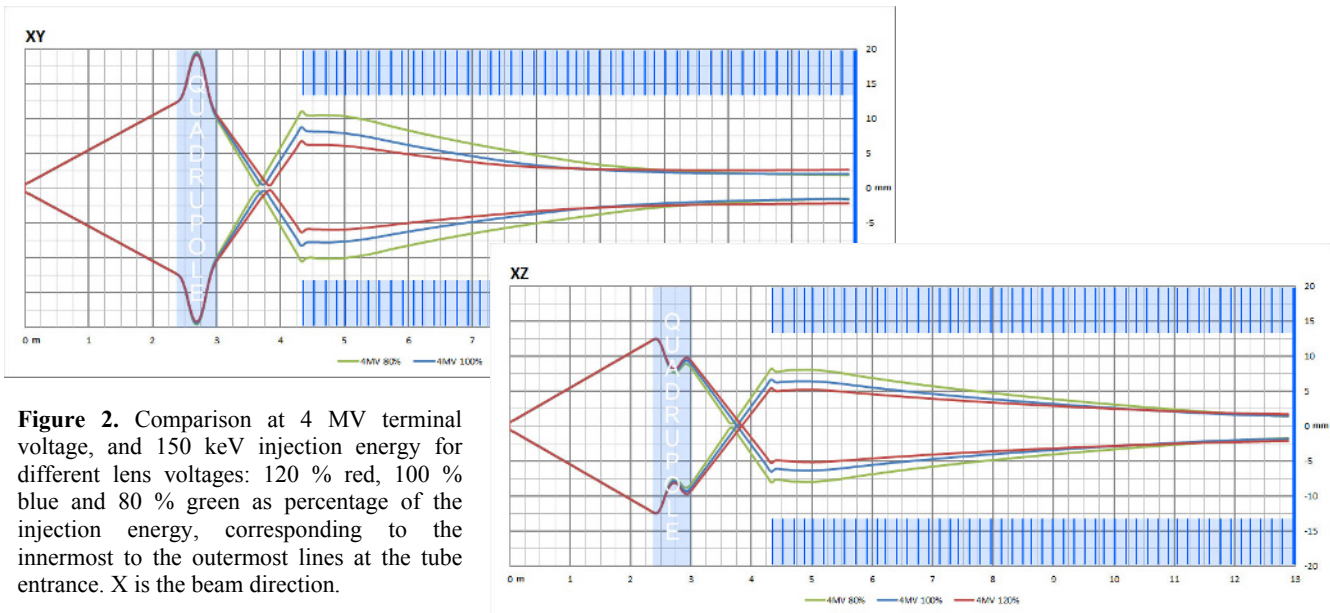 XY
20
15
10
5
0 mm
-5
QUADRUPOLE
0 m 1 2 3 4 5 6 7
4MV 80% 4MV 100%
XZ
20
15
10
5
0 mm
-5
-10
-15
-20
QUADRUPOLE
0 m 1 2 3 4 5 6 7 8 9 10 11 12 13
4MV 80% 4MV 100% 4MV 120%
Figure 2. Comparison at 4 MV terminal
voltage, and 150 keV injection energy for
different lens voltages: 120 % red, 100 %
blue and 80 % green as percentage of the
injection energy, corresponding to the
innermost to the outermost lines at the tube
entrance. X is the beam direction.